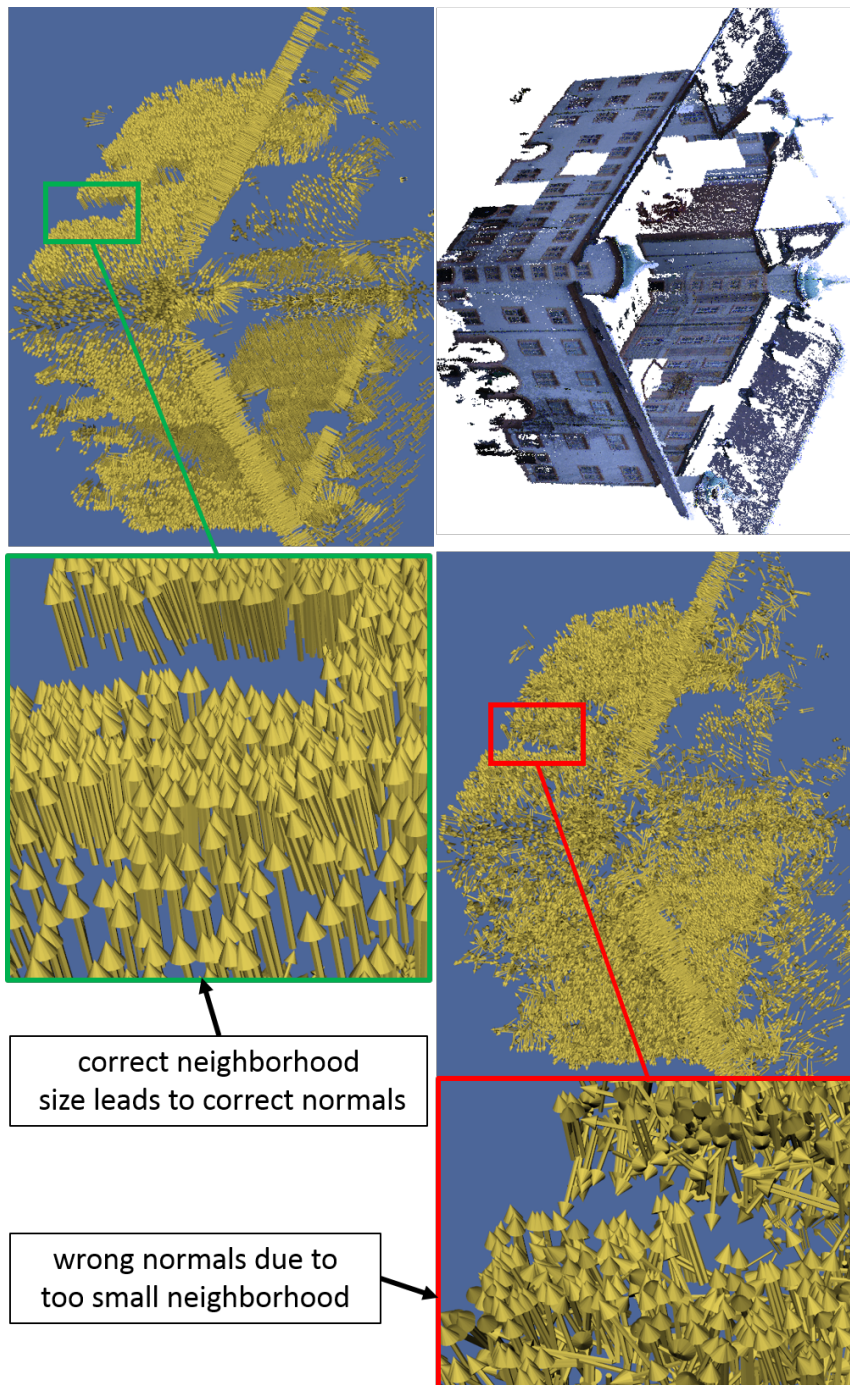 correct neighborhood
size leads to correct normals
wrong normals due to
too small neighborhood